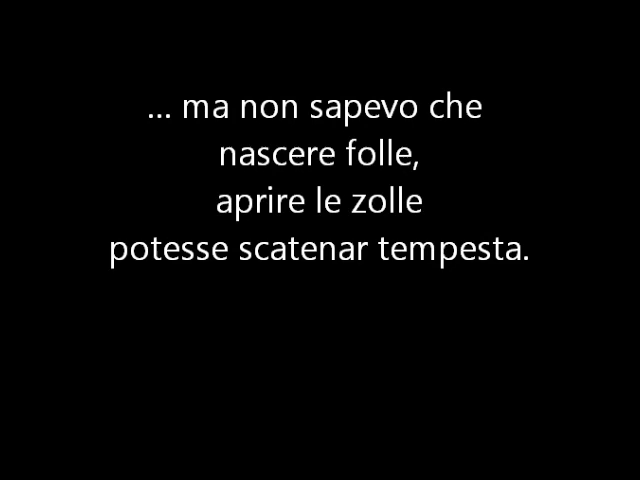 ... ma non sapevo che
nascere folle,
aprire le zolle
potesse scatenar tempesta.